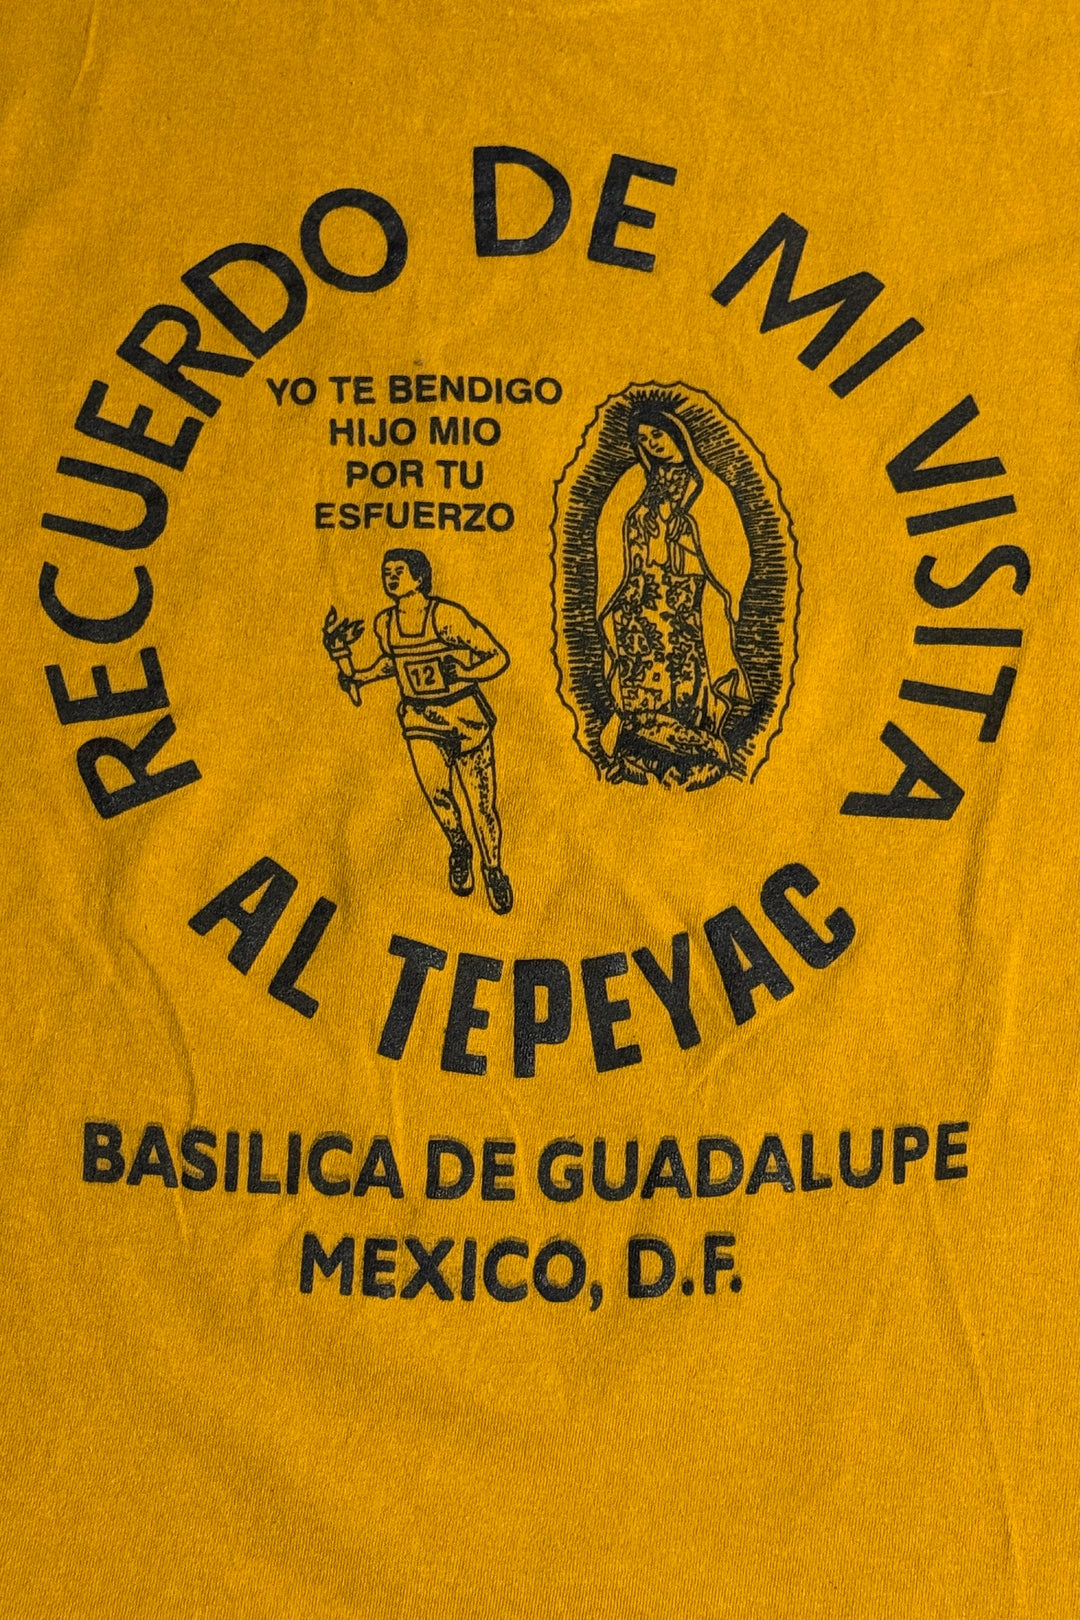 RECUERDO DE MI VISITA
YO TE BENDIGO
HIJO MIO
POR TU
ESFUERZO
12
AL TEPEYAC
BASILICA DE GUADALUPE
MEXICO, D.F.